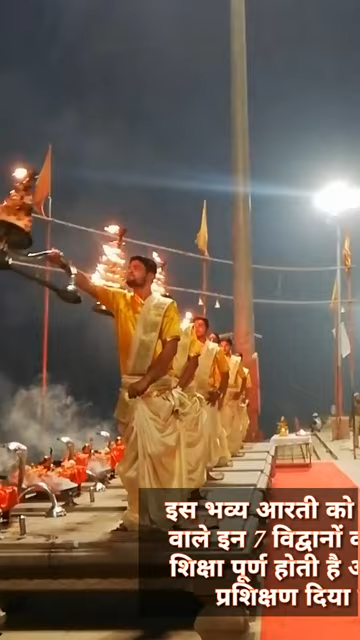 इस भव्य आरती को
वाले इन 7 विद्वानों
शिक्षा पूर्ण होती है
प्रशिक्षण दिया